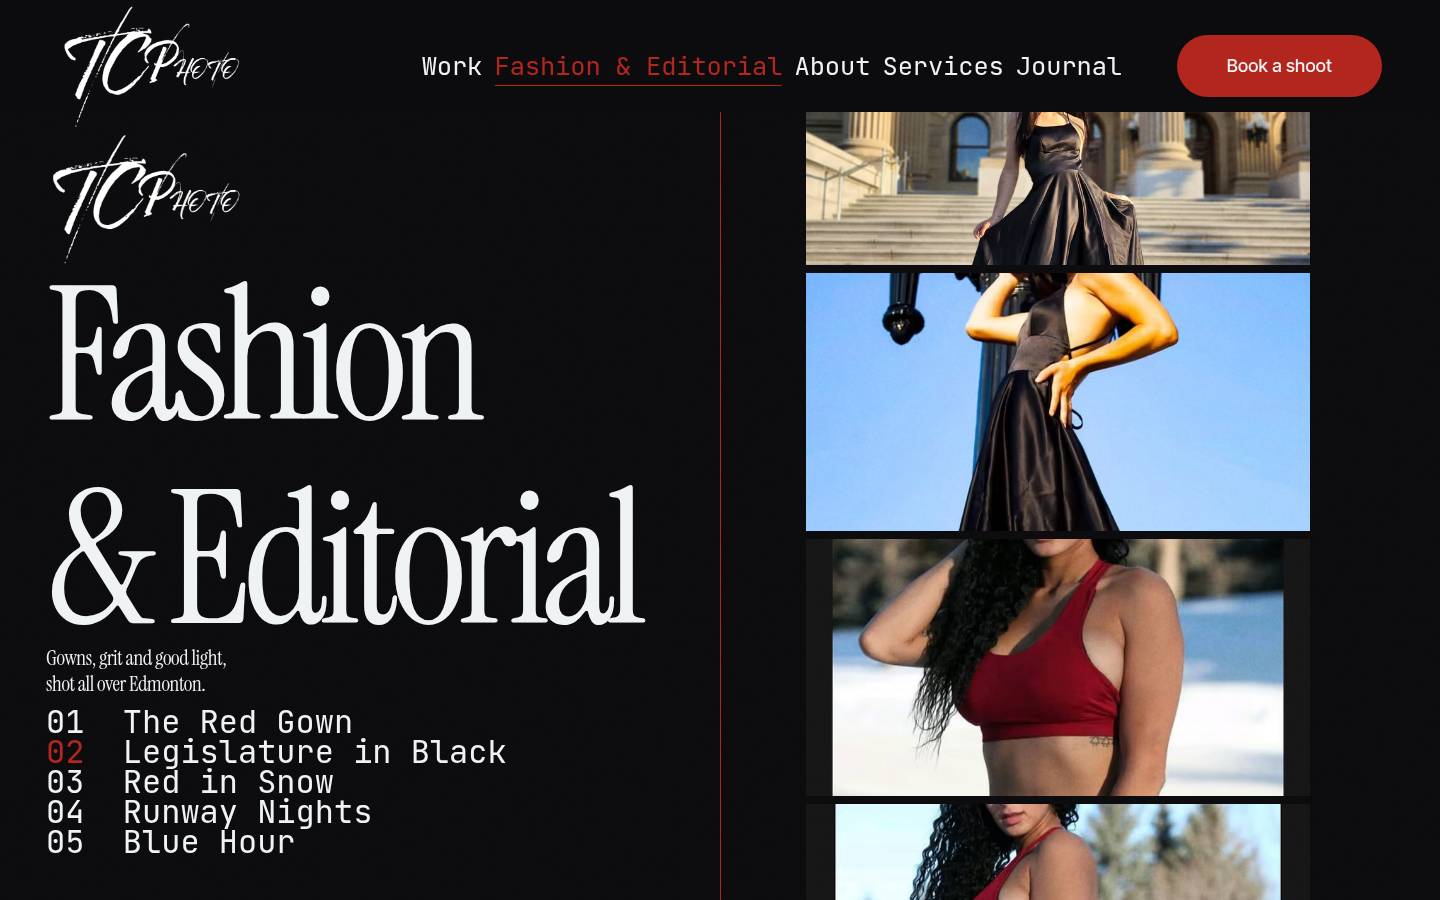 TCPHOTO
Work Fashion & Editorial About Services Journal
Book a shoot
TCPHOTO
Fashion
& Editorial
Gowns, grit and good light,
shot all over Edmonton.
01 The Red Gown
02 Legislature in Black
03 Red in Snow
04 Runway Nights
05 Blue Hour